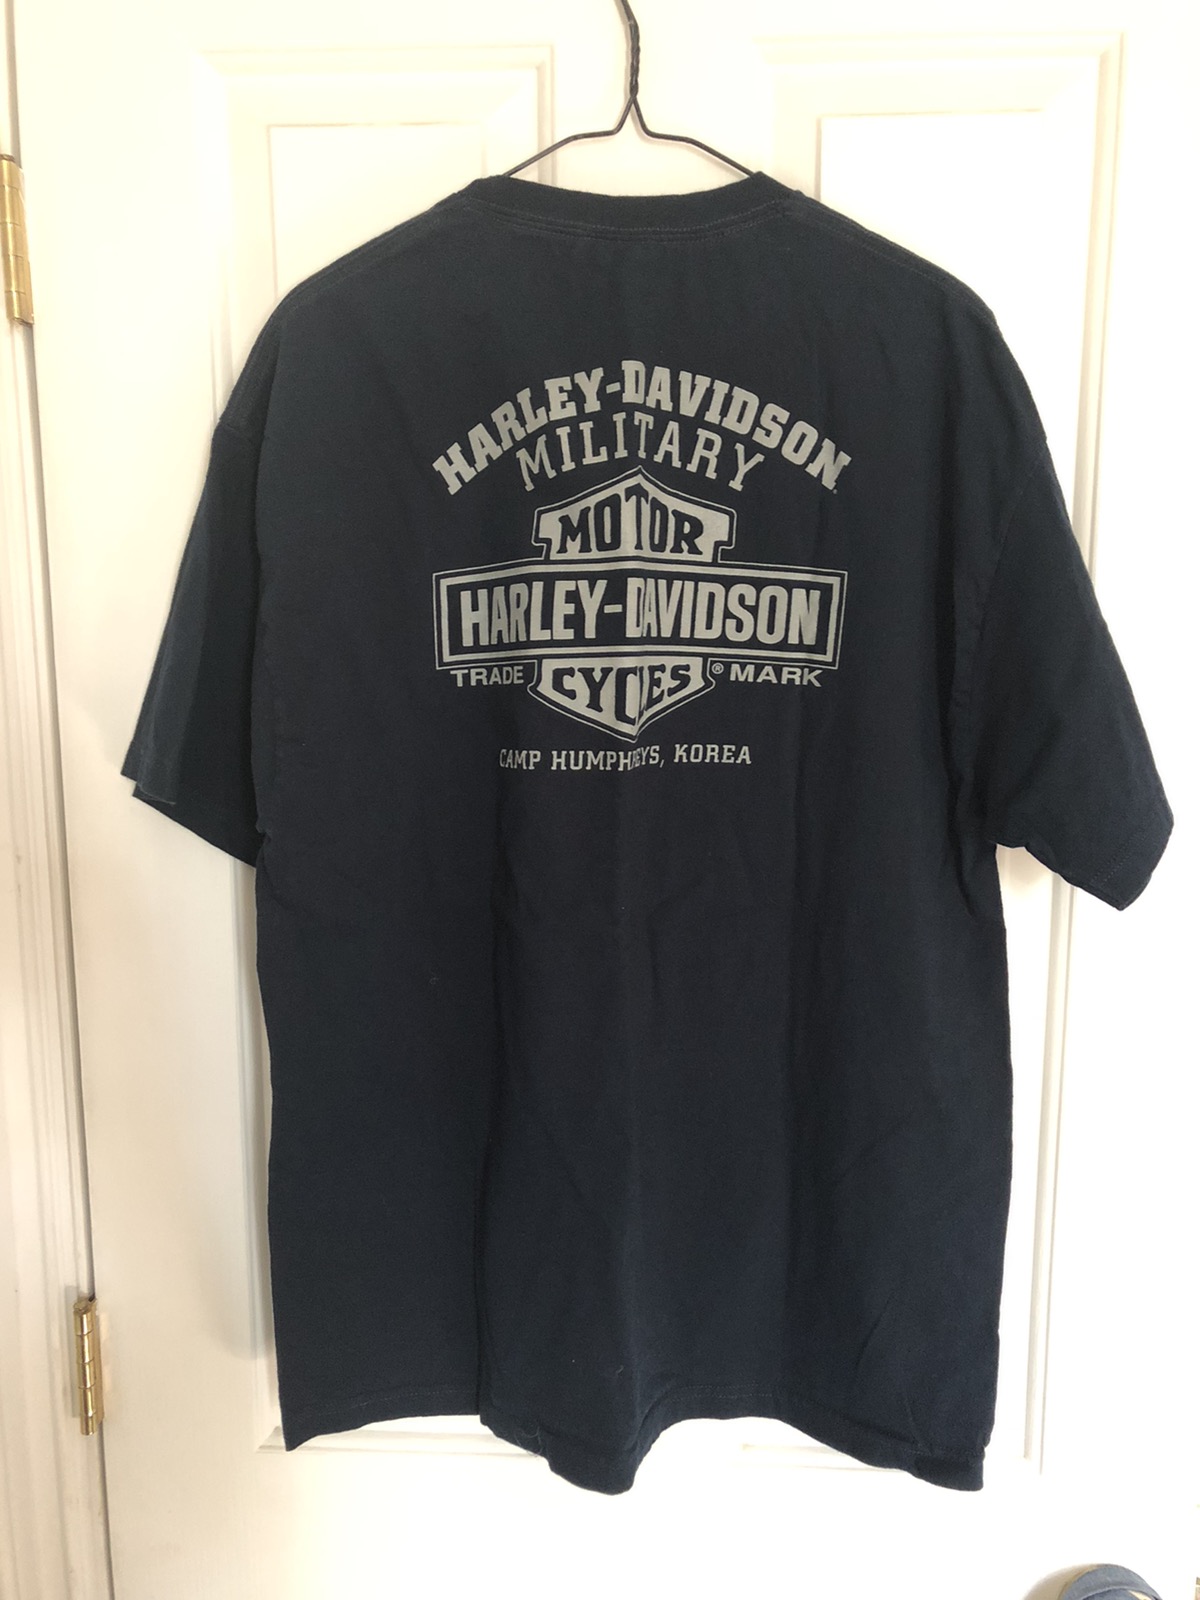 HARLEY-DAVIDSON
MILITARY
MOTOR
HARLEY-DAVIDSON
TRADE CYCLES ® MARK
CAMP HUMPHREYS, KOREA